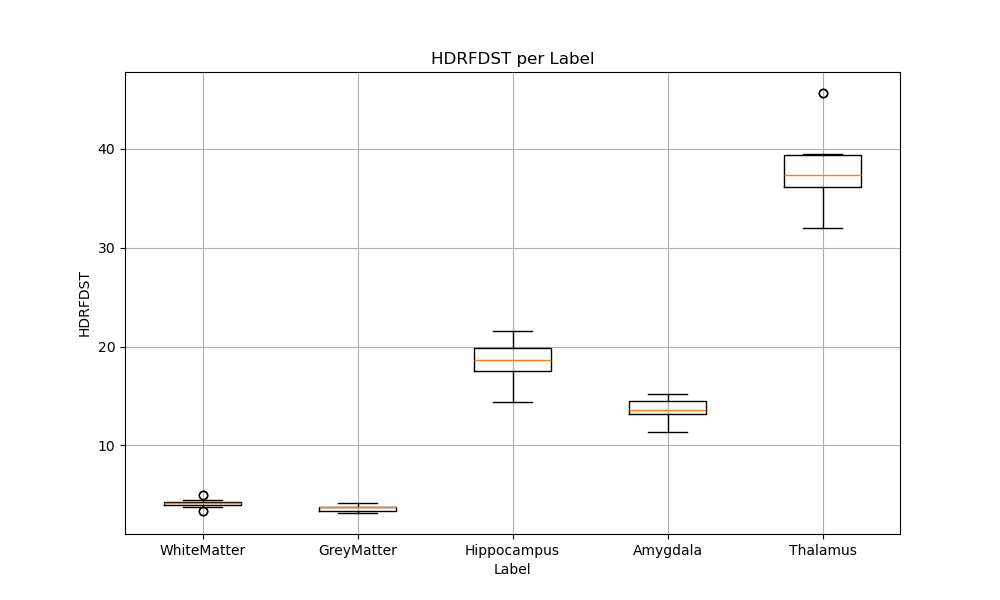 HDRFDST per Label
HDRFDST
40
30
20
10
WhiteMatter GreyMatter Hippocampus Amygdala Thalamus
Label